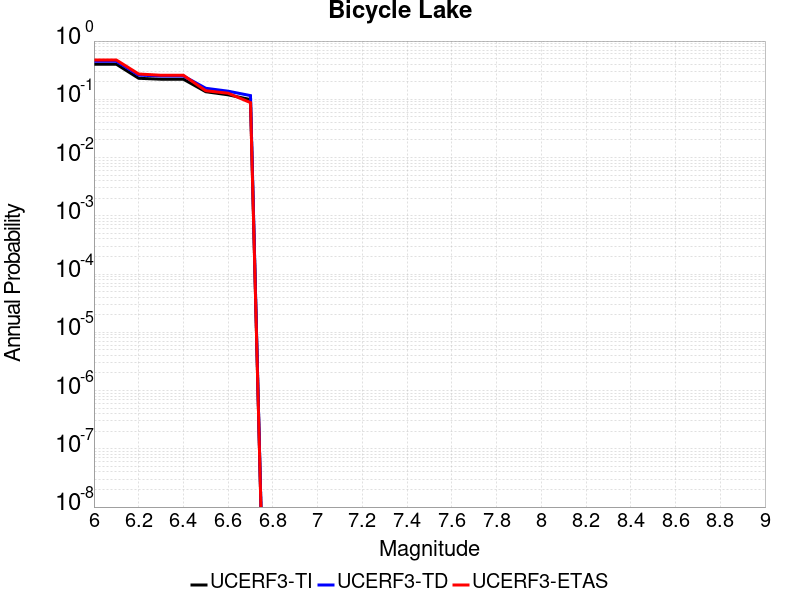 Bicycle Lake
Annual Probability
10^0
10^-1
10^-2
10^-3
10^-4
10^-5
10^-6
10^-7
10^-8
6 6.2 6.4 6.6 6.8 7 7.2 7.4 7.6 7.8 8 8.2 8.4 8.6 8.8 9
Magnitude
UCERF3-TI UCERF3-TD UCERF3-ETAS